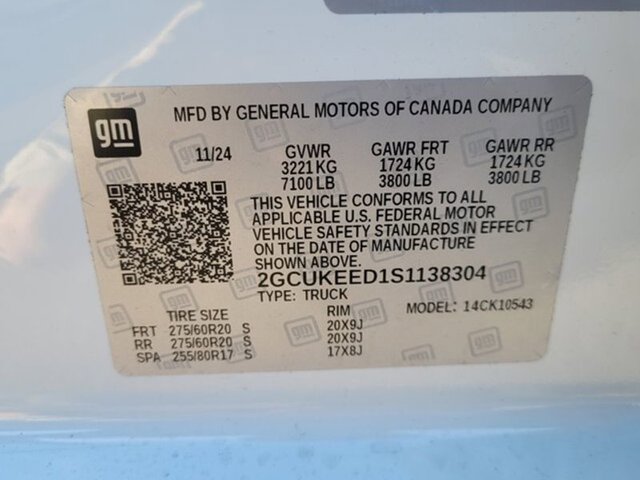 gm
MFD BY GENERAL MOTORS OF CANADA COMPANY
11/24 GVWR GAWR FRT GAWR RR
3221 KG 1724 KG 1724 KG
7100 LB 3800 LB 3800 LB
THIS VEHICLE CONFORMS TO ALL
APPLICABLE U.S. FEDERAL MOTOR
VEHICLE SAFETY STANDARDS IN EFFECT
ON THE DATE OF MANUFACTURE
SHOWN ABOVE.
2GCUKEED1S1138304
TYPE: TRUCK MODEL: 14CK10543
TIRE SIZE RIM
FRT 275/60R20 S 20X9J
RR 275/60R20 S 20X9J
SPA 255/80R17 S 17X8J